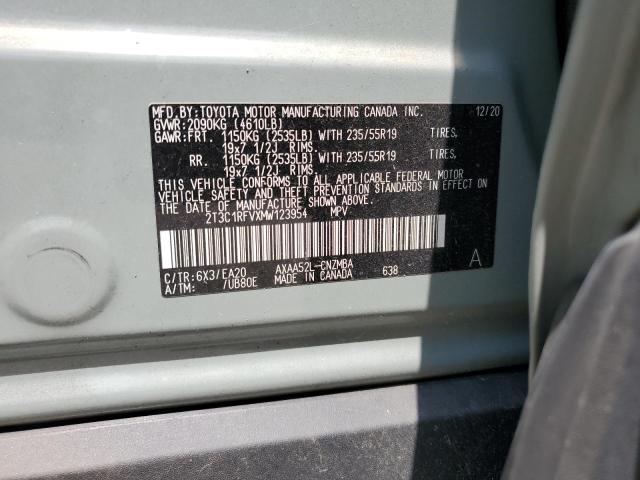 MFD.BY:TOYOTA MOTOR MANUFACTURING CANADA INC. 12/20
GVWR:2090KG (4610LB)
GAWR:FRT. 1150KG (2535LB) WITH 235/55R19 TIRES,
19x7 1/2J RIMS.
RR. 1150KG (2535LB) WITH 235/55R19 TIRES,
19x7 1/2J RIMS.
THIS VEHICLE CONFORMS TO ALL APPLICABLE FEDERAL MOTOR
VEHICLE SAFETY AND THEFT PREVENTION STANDARDS IN EFFECT ON
THE DATE OF MANUFACTURE SHOWN ABOVE.
2T3C1RFVXMW123954 MPV
A
C/TR:6X3/EA20 AXAA52L-CNZMBA
A/TM: /UB80E MADE IN CANADA 638